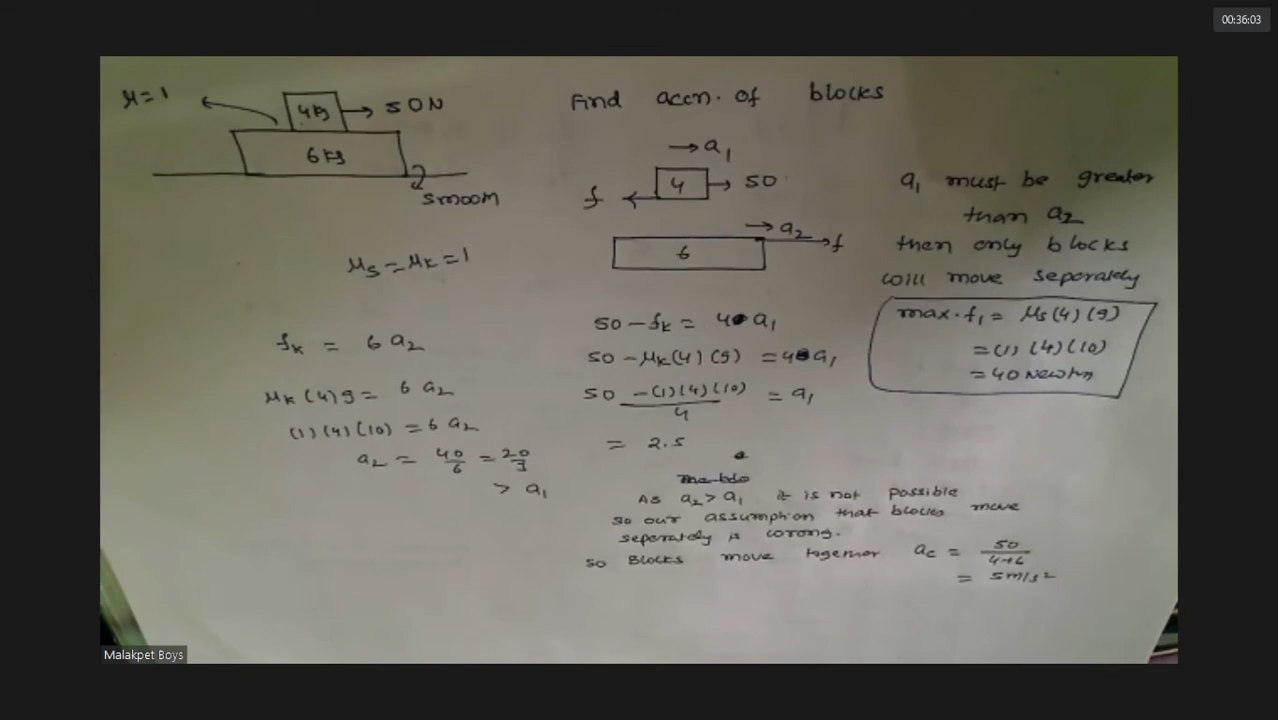 00:36:03
μ=1
4kg → 50N
6kg
smooth
Find accn. of blocks
→ a₁
4 → 50
f ←
→ a₂
→ f
6
a₁ must be greater
than a₂
then only blocks
will move seperately
max. f₁ = μs(4)(g)
=(1)(4)(10)
=40 Newton
μs = μk = 1
fk = 6 a₂
μk (4) g = 6 a₂
(1)(4)(10) = 6 a₂
a₂ = 40/6 = 20/3
> a₁
50 - fk = 4 a₁
50 - μk(4)(g) = 4 a₁
50 - (1)(4)(10) / 4 = a₁
= 2.5
As a₂ > a₁ it is not possible
so our assumption that blocks move
seperately is wrong.
so Blocks move together ac = 50/4+6
= 5 m/s²
Malakpet Boys